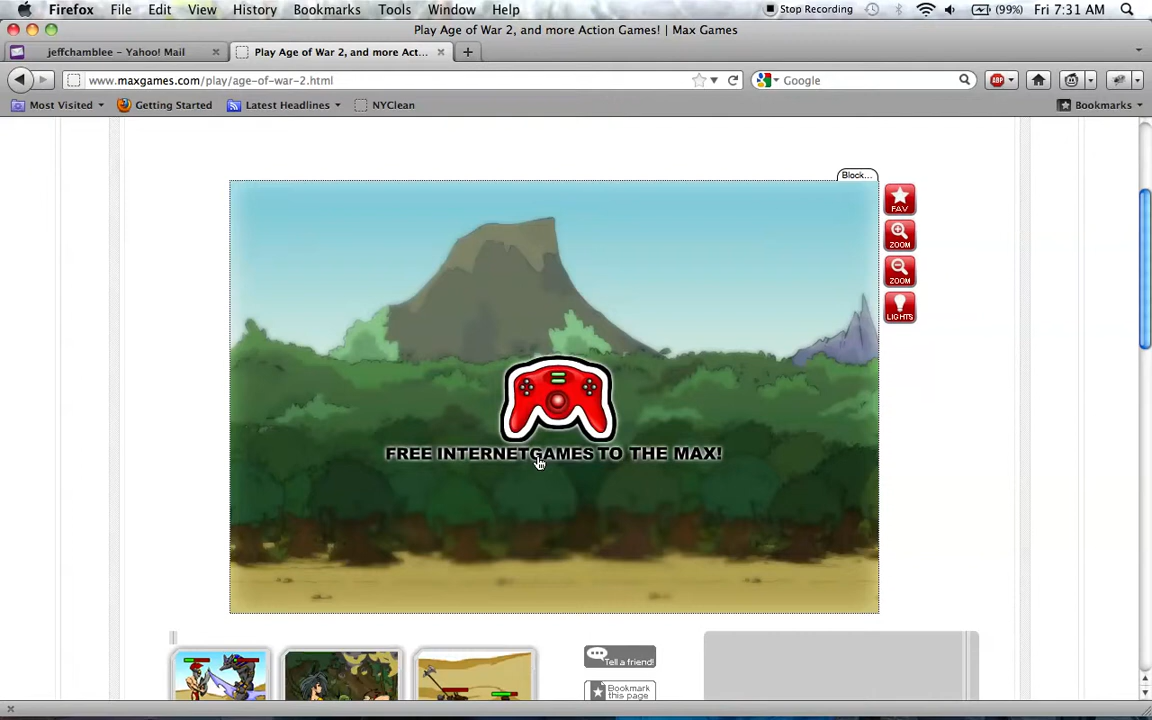 Firefox File Edit View History Bookmarks Tools Window Help Stop Recording (99%) Fri 7:31 AM
Play Age of War 2, and more Action Games! | Max Games
jeffchamblee – Yahoo! Mail Play Age of War 2, and more Act...
www.maxgames.com/play/age-of-war-2.html Google ABP
Most Visited Getting Started Latest Headlines NYClean Bookmarks
Block...
FAV
ZOOM
ZOOM
LIGHTS
FREE INTERNETGAMES TO THE MAX!
Tell a friend!
Bookmark
this page